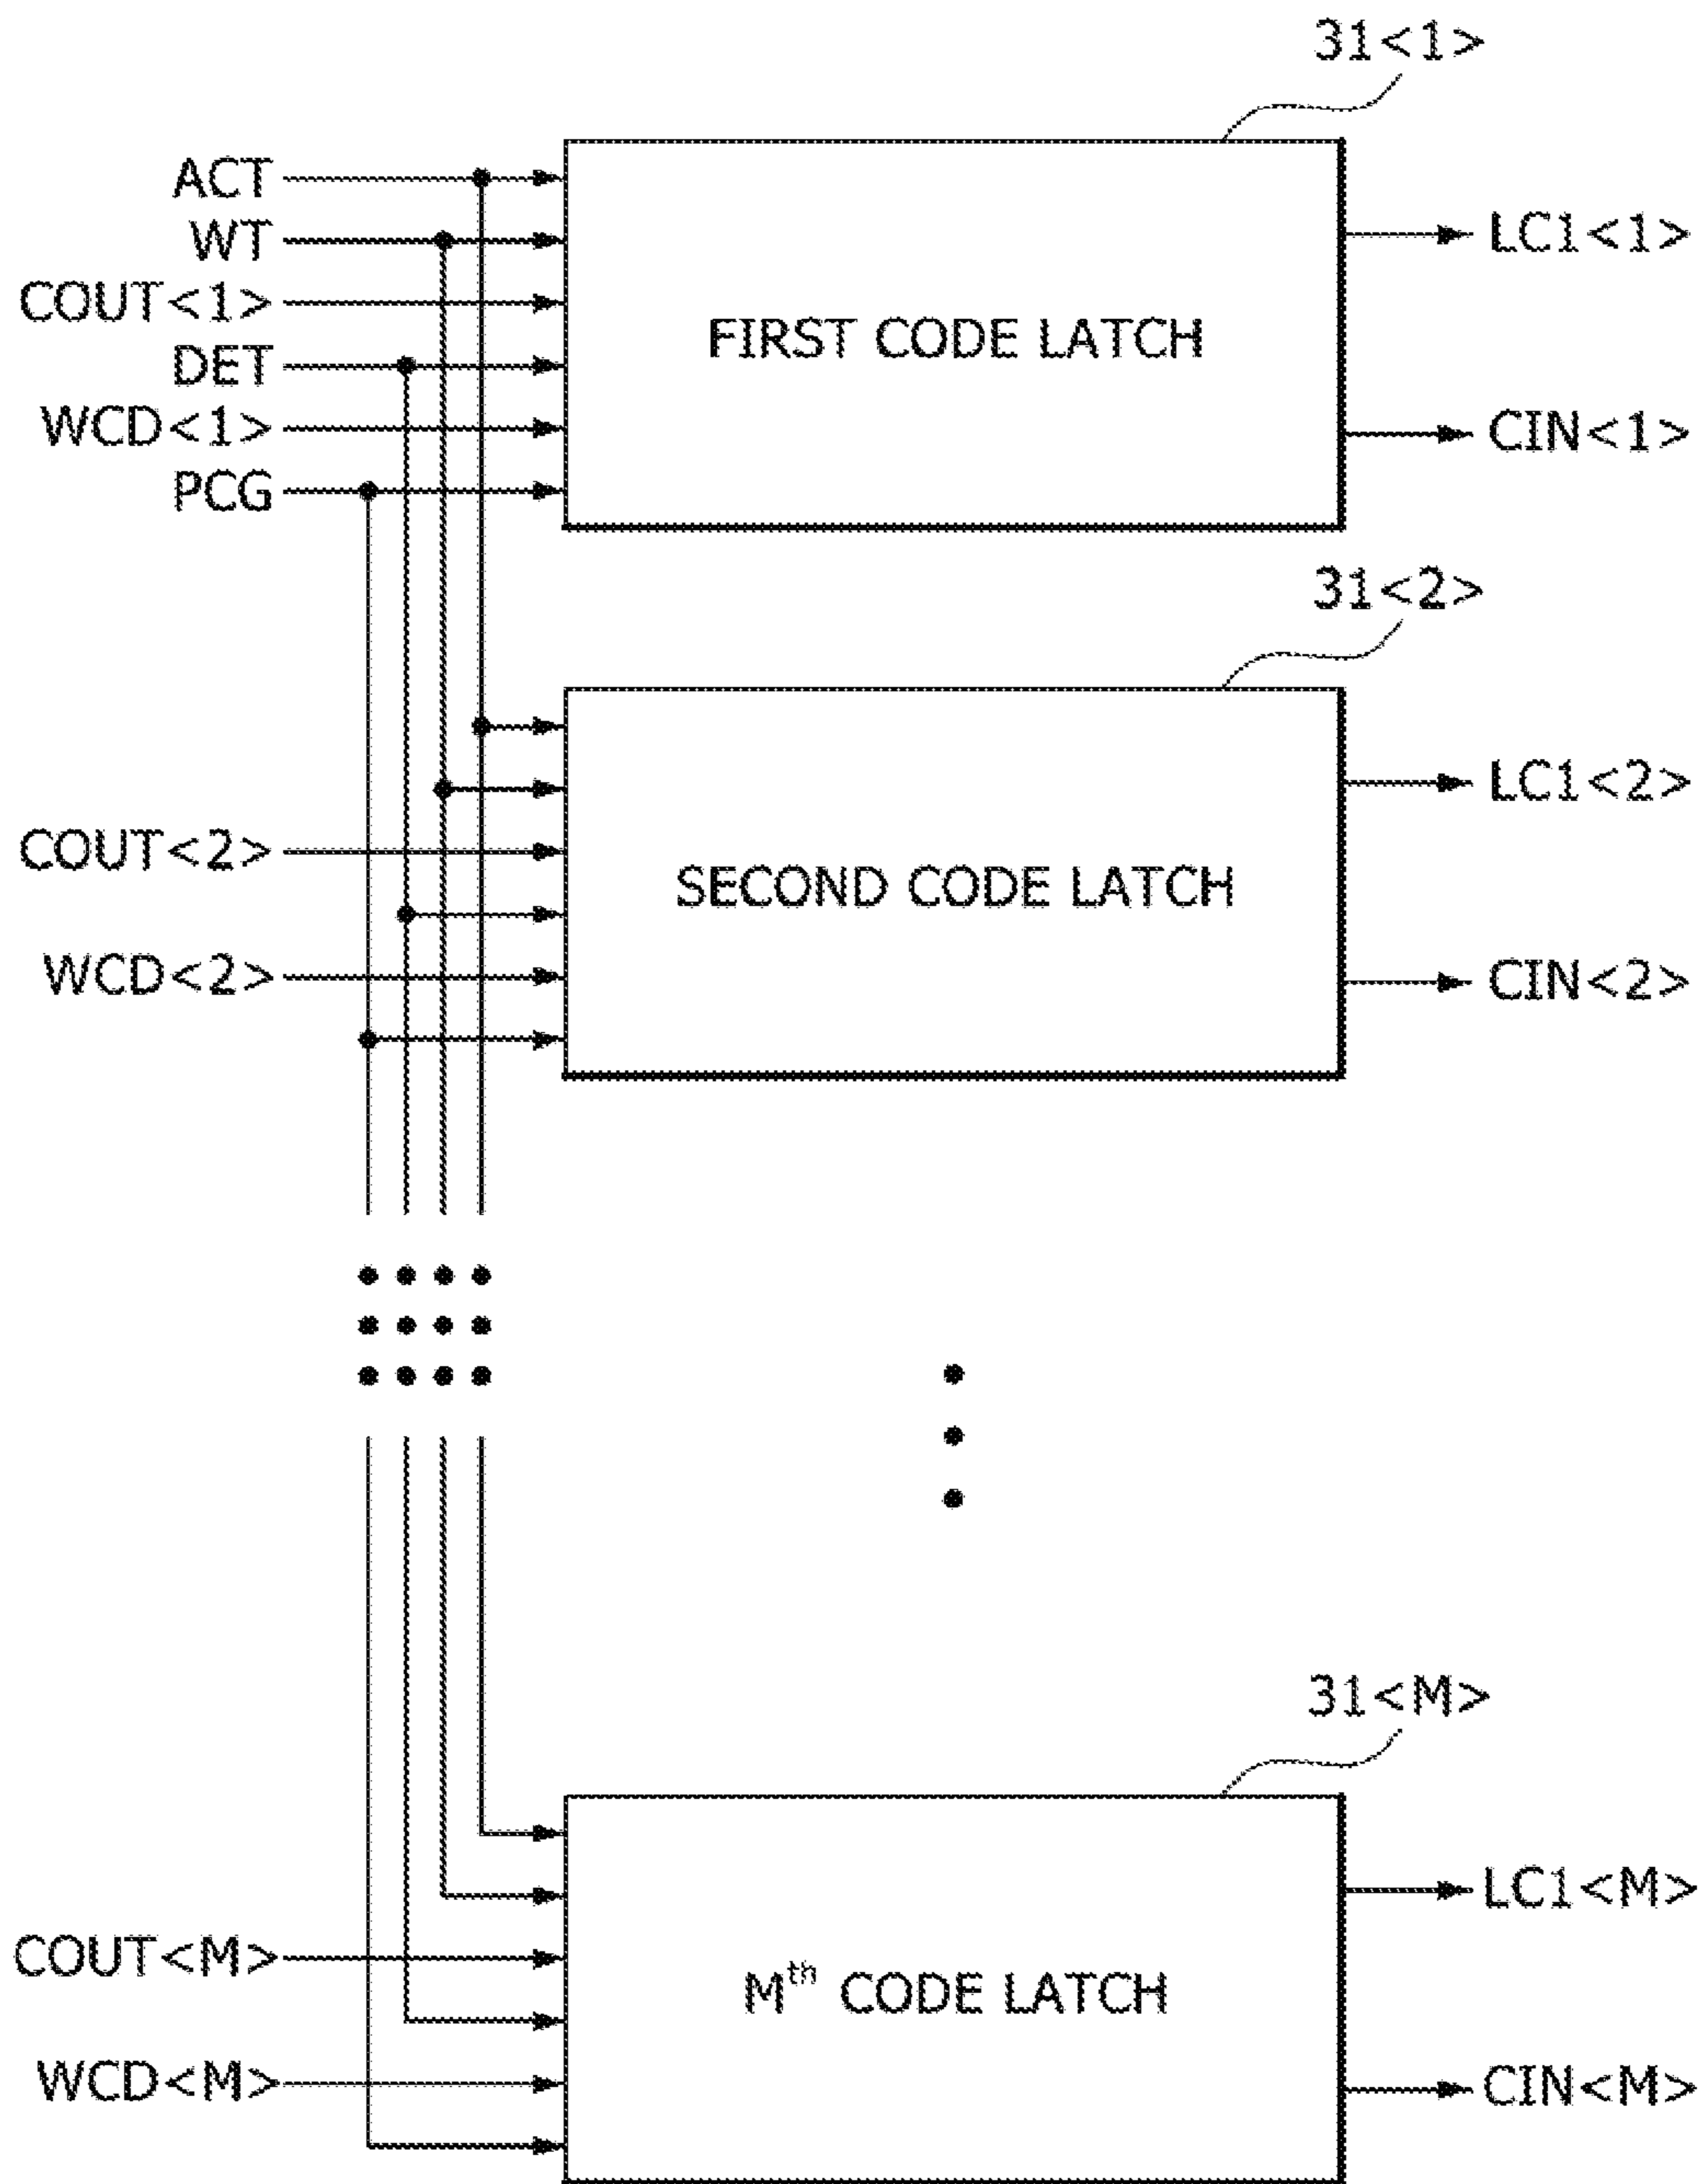 31<1>
ACT
WT
COUT<1>
DET
WCD<1>
PCG
FIRST CODE LATCH
LC1<1>
CIN<1>
31<2>
COUT<2>
WCD<2>
SECOND CODE LATCH
LC1<2>
CIN<2>
31<M>
COUT<M>
WCD<M>
Mth CODE LATCH
LC1<M>
CIN<M>